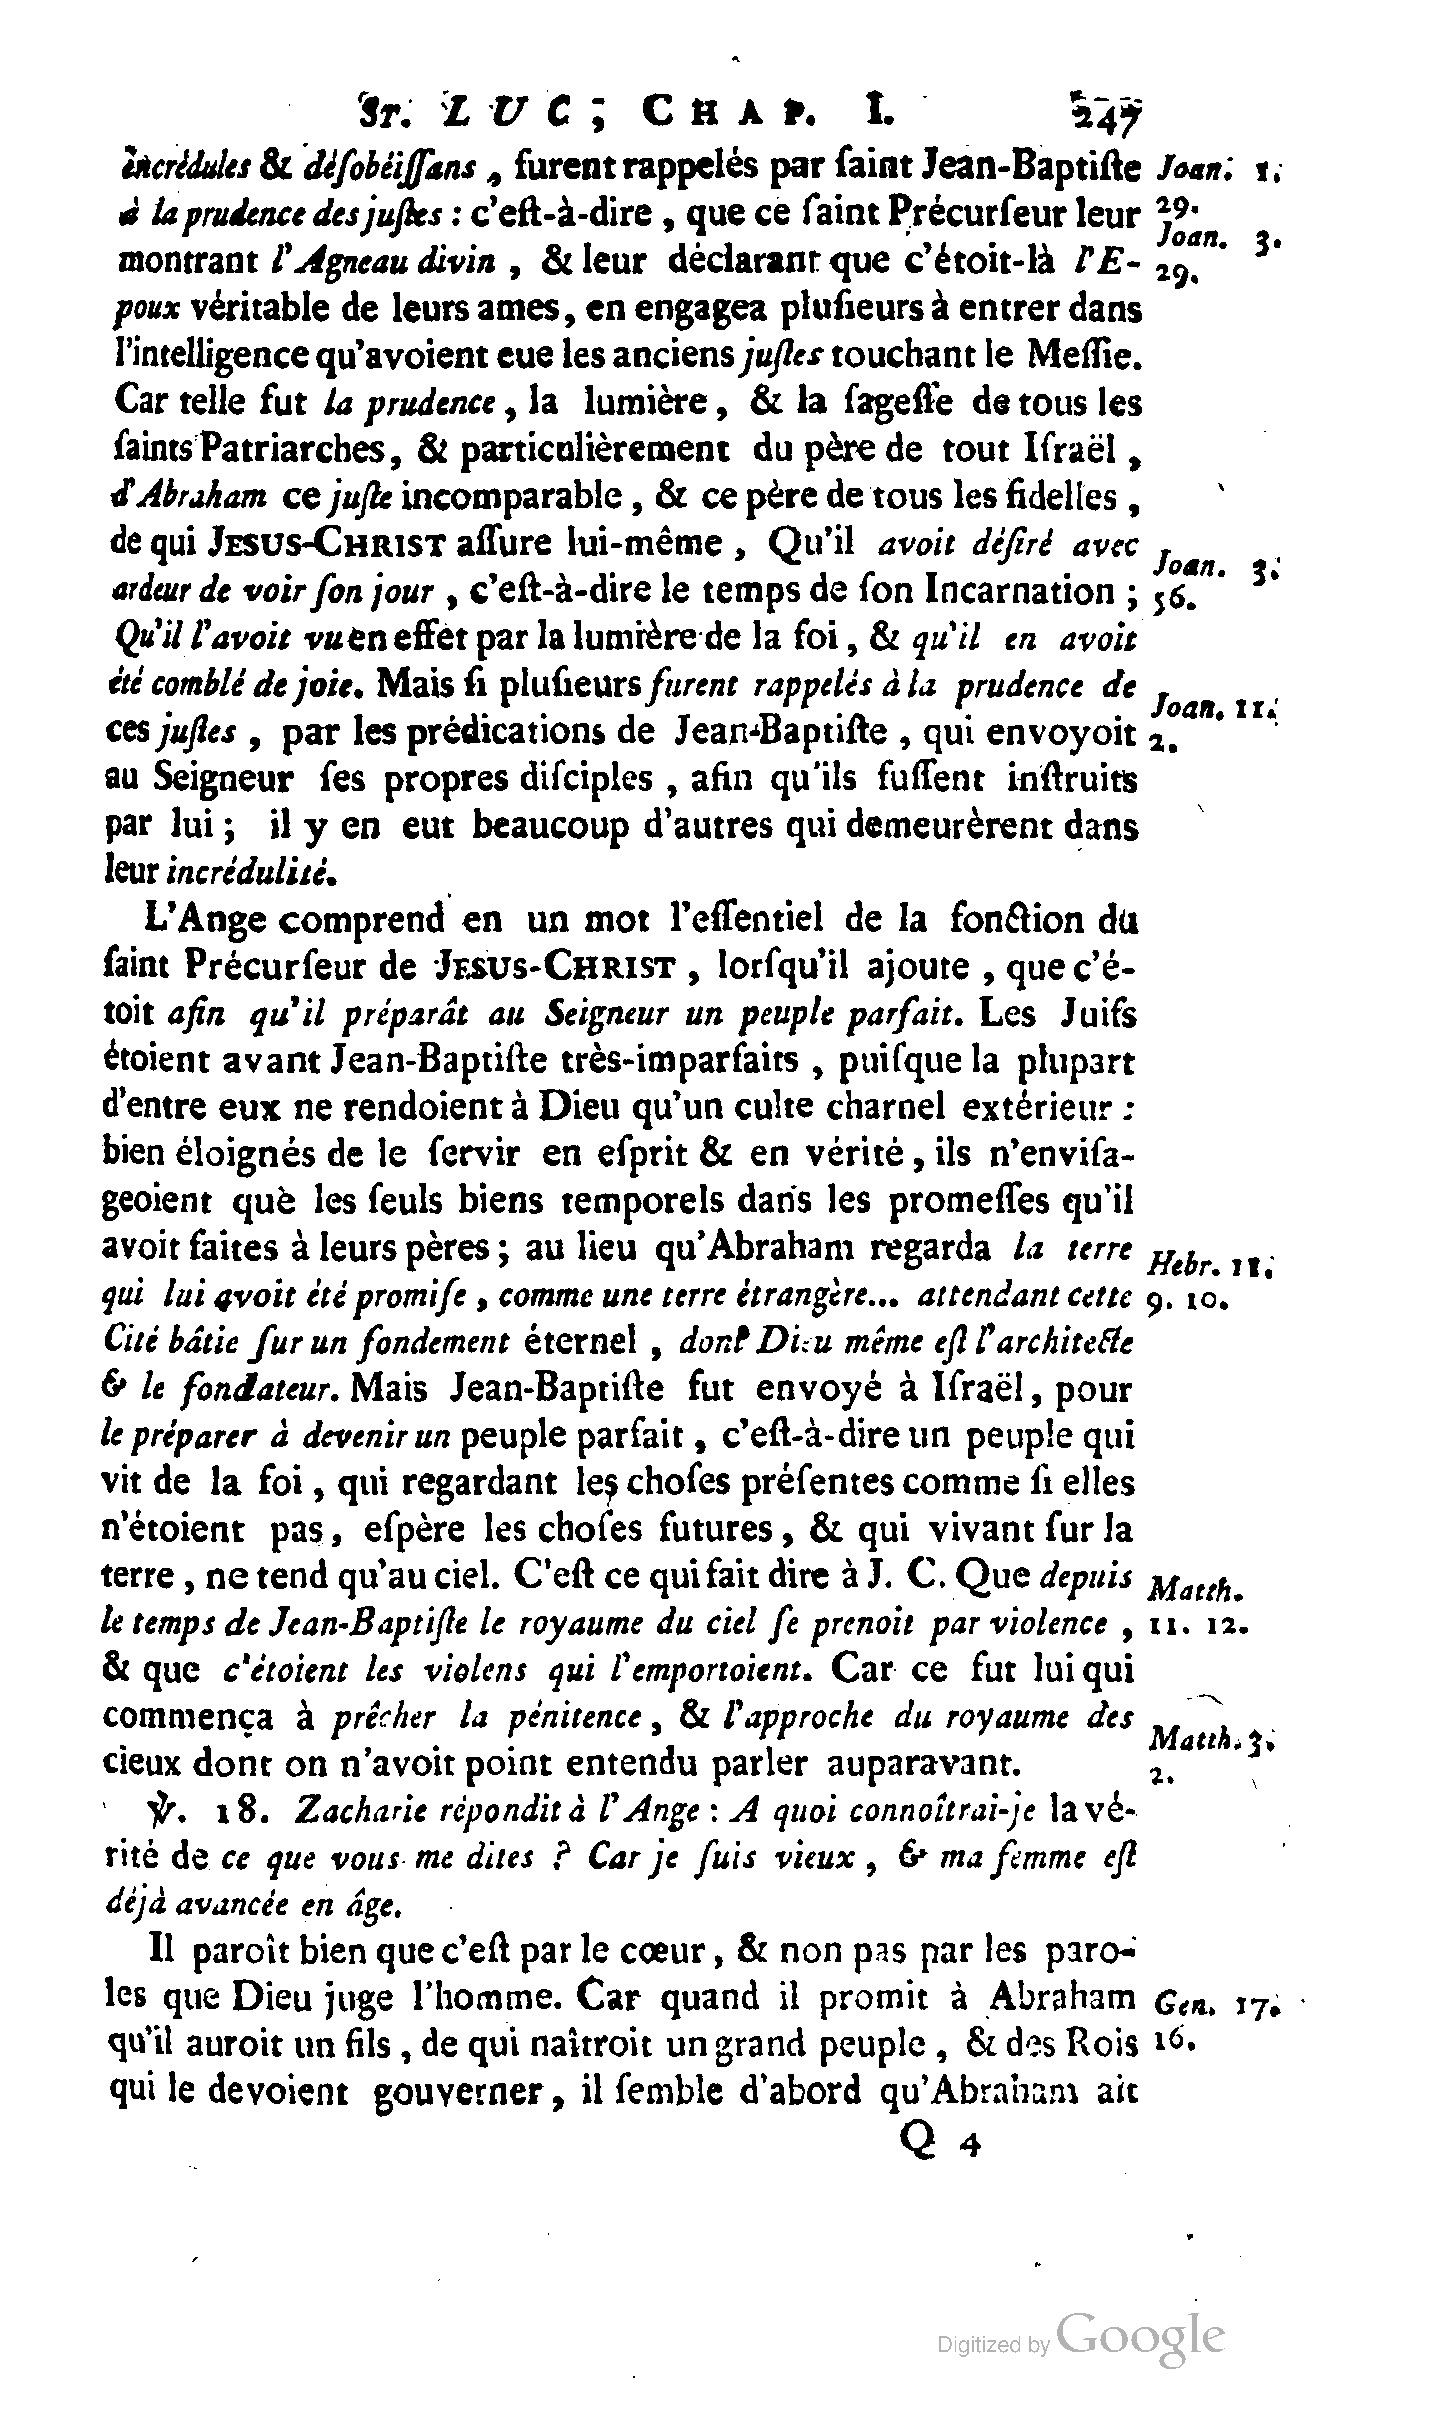 St. LUC, CHAP. I. 247
incrédules & déſobéiſſans, furent rappelés par ſaint Jean-Baptiſte Joan. 1.
à la prudence des juſtes : c'eſt-à-dire, que ce ſaint Précurſeur leur 29.
Joan. 3.
montrant l'Agneau divin, & leur déclarant que c'étoit-là l'E- 29.
poux véritable de leurs ames, en engagea pluſieurs à entrer dans
l'intelligence qu'avoient eue les anciens juſtes touchant le Meſſie.
Car telle fut la prudence, la lumière, & la ſageſſe de tous les
ſaints Patriarches, & particulièrement du père de tout Iſraël,
d'Abraham ce juſte incomparable, & ce père de tous les fidelles,
de qui JESUS-CHRIST aſſure lui-même, Qu'il avoit déſiré avec Joan. 3.
ardeur de voir ſon jour, c'eſt-à-dire le temps de ſon Incarnation ; 56.
Qu'il l'avoit vu en effet par la lumière de la foi, & qu'il en avoit
été comblé de joie. Mais ſi pluſieurs furent rappelés à la prudence de Joan. 11.
ces juſtes, par les prédications de Jean-Baptiſte, qui envoyoit 2.
au Seigneur ſes propres diſciples, afin qu'ils fuſſent inſtruits
par lui ; il y en eut beaucoup d'autres qui demeurèrent dans
leur incrédulité.
L'Ange comprend en un mot l'eſſentiel de la fonction du
ſaint Précurſeur de JESUS-CHRIST, lorſqu'il ajoute, que c'é-
toit afin qu'il préparât au Seigneur un peuple parfait. Les Juifs
étoient avant Jean-Baptiſte très-imparfaits, puiſque la plupart
d'entre eux ne rendoient à Dieu qu'un culte charnel extérieur :
bien éloignés de le ſervir en eſprit & en vérité, ils n'enviſa-
geoient que les ſeuls biens temporels dans les promeſſes qu'il
avoit faites à leurs pères ; au lieu qu'Abraham regarda la terre Hebr. 11.
qui lui avoit été promiſe, comme une terre étrangère... attendant cette 9. 10.
Cité bâtie ſur un fondement éternel, dont Dieu même eſt l'architecte
& le fondateur. Mais Jean-Baptiſte fut envoyé à Iſraël, pour
le préparer à devenir un peuple parfait, c'eſt-à-dire un peuple qui
vit de la foi, qui regardant les choſes préſentes comme ſi elles
n'étoient pas, eſpère les choſes futures, & qui vivant ſur la
terre, ne tend qu'au ciel. C'eſt ce qui fait dire à J. C. Que depuis Matth.
le temps de Jean-Baptiſte le royaume du ciel ſe prenoit par violence, 11. 12.
& que c'étoient les violens qui l'emportoient. Car ce fut lui qui
commença à prêcher la pénitence, & l'approche du royaume des Matth. 3.
cieux dont on n'avoit point entendu parler auparavant. 2.
℣. 18. Zacharie répondit à l'Ange : A quoi connoîtrai-je la vé-
rité de ce que vous me dites ? Car je ſuis vieux, & ma femme eſt
déjà avancée en âge.
Il paroît bien que c'eſt par le cœur, & non pas par les paro-
les que Dieu juge l'homme. Car quand il promit à Abraham Gen. 17.
qu'il auroit un fils, de qui naîtroit un grand peuple, & des Rois 16.
qui le devoient gouverner, il ſemble d'abord qu'Abraham ait
Q 4
Digitized by Google